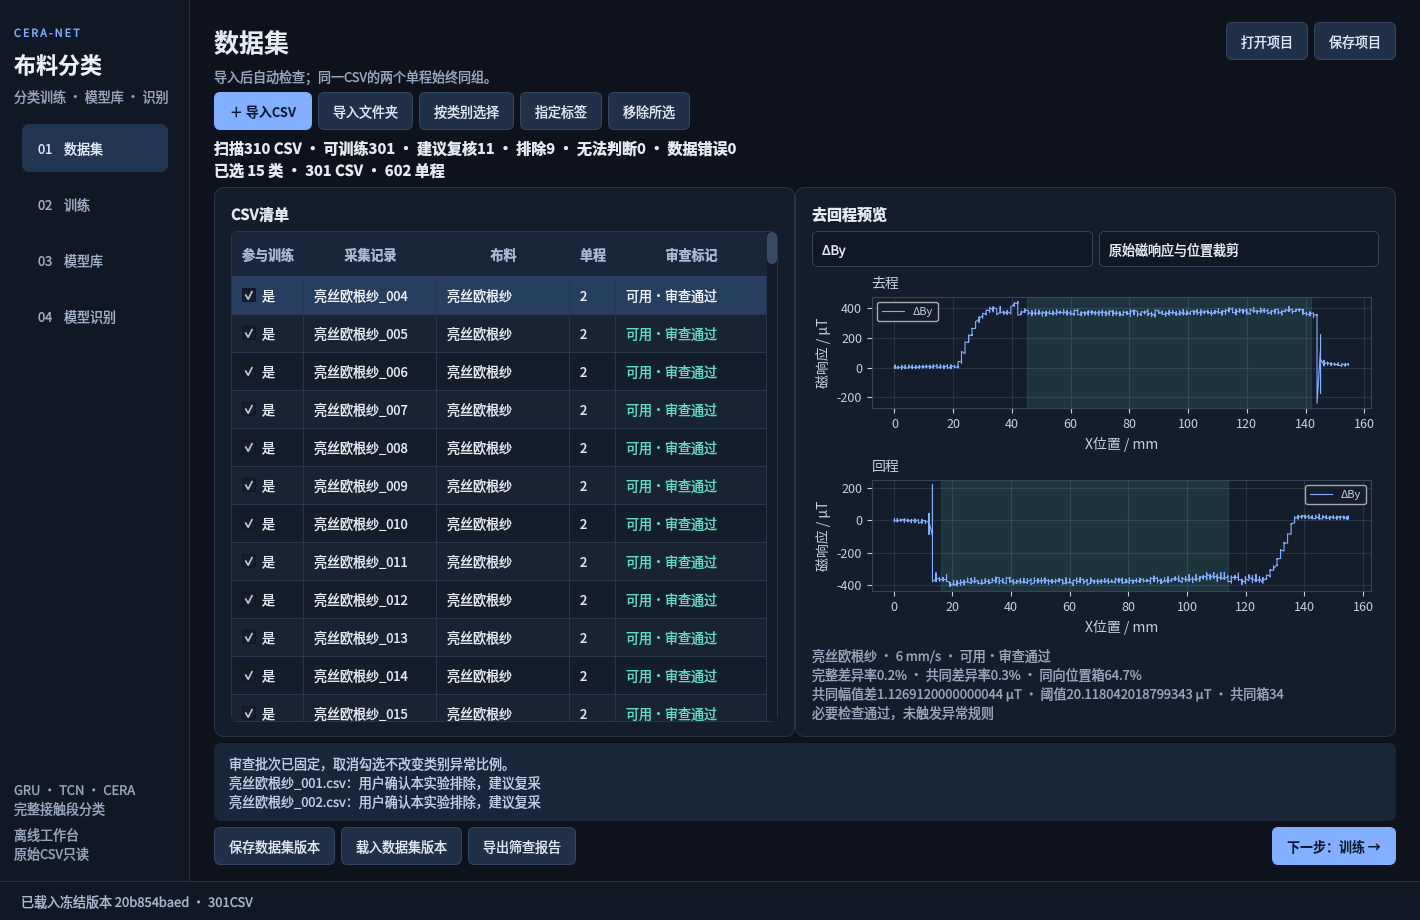 CERA-NET
布料分类
分类训练 · 模型库 · 识别
01 数据集
02 训练
03 模型库
04 模型识别
GRU · TCN · CERA
完整接触段分类
离线工作台
原始CSV只读
数据集
打开项目 保存项目
导入后自动检查；同一CSV的两个单程始终同组。
＋ 导入CSV 导入文件夹 按类别选择 指定标签 移除所选
扫描310 CSV · 可训练301 · 建议复核11 · 排除9 · 无法判断0 · 数据错误0
已选 15 类 · 301 CSV · 602 单程
CSV清单
参与训练 采集记录 布料 单程 审查标记
是 亮丝欧根纱_004 亮丝欧根纱 2 可用·审查通过
是 亮丝欧根纱_005 亮丝欧根纱 2 可用·审查通过
是 亮丝欧根纱_006 亮丝欧根纱 2 可用·审查通过
是 亮丝欧根纱_007 亮丝欧根纱 2 可用·审查通过
是 亮丝欧根纱_008 亮丝欧根纱 2 可用·审查通过
是 亮丝欧根纱_009 亮丝欧根纱 2 可用·审查通过
是 亮丝欧根纱_010 亮丝欧根纱 2 可用·审查通过
是 亮丝欧根纱_011 亮丝欧根纱 2 可用·审查通过
是 亮丝欧根纱_012 亮丝欧根纱 2 可用·审查通过
是 亮丝欧根纱_013 亮丝欧根纱 2 可用·审查通过
是 亮丝欧根纱_014 亮丝欧根纱 2 可用·审查通过
是 亮丝欧根纱_015 亮丝欧根纱 2 可用·审查通过
去回程预览
ΔBy 原始磁响应与位置裁剪
去程
ΔBy
磁响应 / μT
400
200
0
-200
0 20 40 60 80 100 120 140 160
X位置 / mm
回程
ΔBy
磁响应 / μT
200
0
-200
-400
0 20 40 60 80 100 120 140 160
X位置 / mm
亮丝欧根纱 · 6 mm/s · 可用·审查通过
完整差异率0.2% · 共同差异率0.3% · 同向位置箱64.7%
共同幅值差1.1269120000000044 μT · 阈值20.118042018799343 μT · 共同箱34
必要检查通过，未触发异常规则
审查批次已固定，取消勾选不改变类别异常比例。
亮丝欧根纱_001.csv：用户确认本实验排除，建议复采
亮丝欧根纱_002.csv：用户确认本实验排除，建议复采
保存数据集版本 载入数据集版本 导出筛查报告 下一步：训练 →
已载入冻结版本 20b854baed · 301CSV